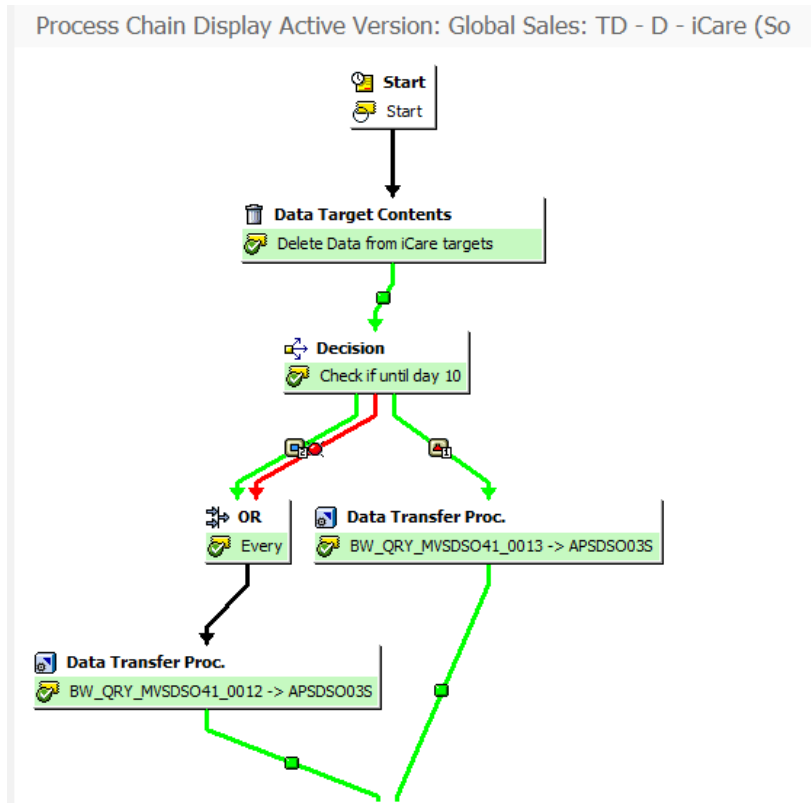 Process Chain Display Active Version: Global Sales: TD - D - iCare (So
Start
Start
Data Target Contents
Delete Data from iCare targets
Decision
Check if until day 10
2
1
OR
Every
Data Transfer Proc.
BW_QRY_MVSDSO41_0013 -> APSDSO03S
Data Transfer Proc.
BW_QRY_MVSDSO41_0012 -> APSDSO03S